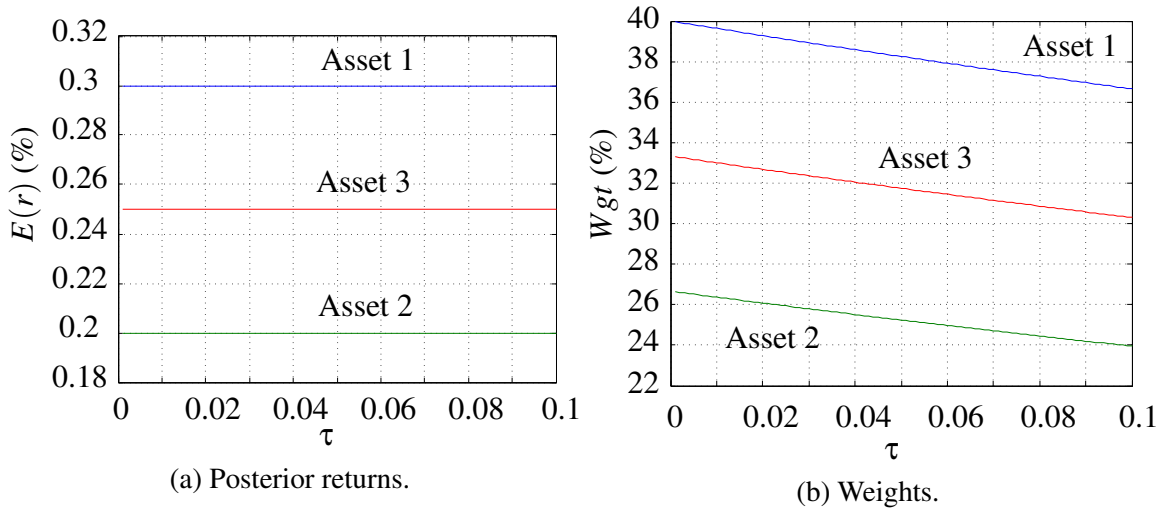 0.32
0.3
0.28
0.26
0.24
0.22
0.2
0.18
E(r) (%)
Asset 1
Asset 3
Asset 2
0 0.02 0.04 0.06 0.08 0.1
τ
(a) Posterior returns.
40
38
36
34
32
30
28
26
24
22
Wgt (%)
Asset 1
Asset 3
Asset 2
0 0.02 0.04 0.06 0.08 0.1
τ
(b) Weights.